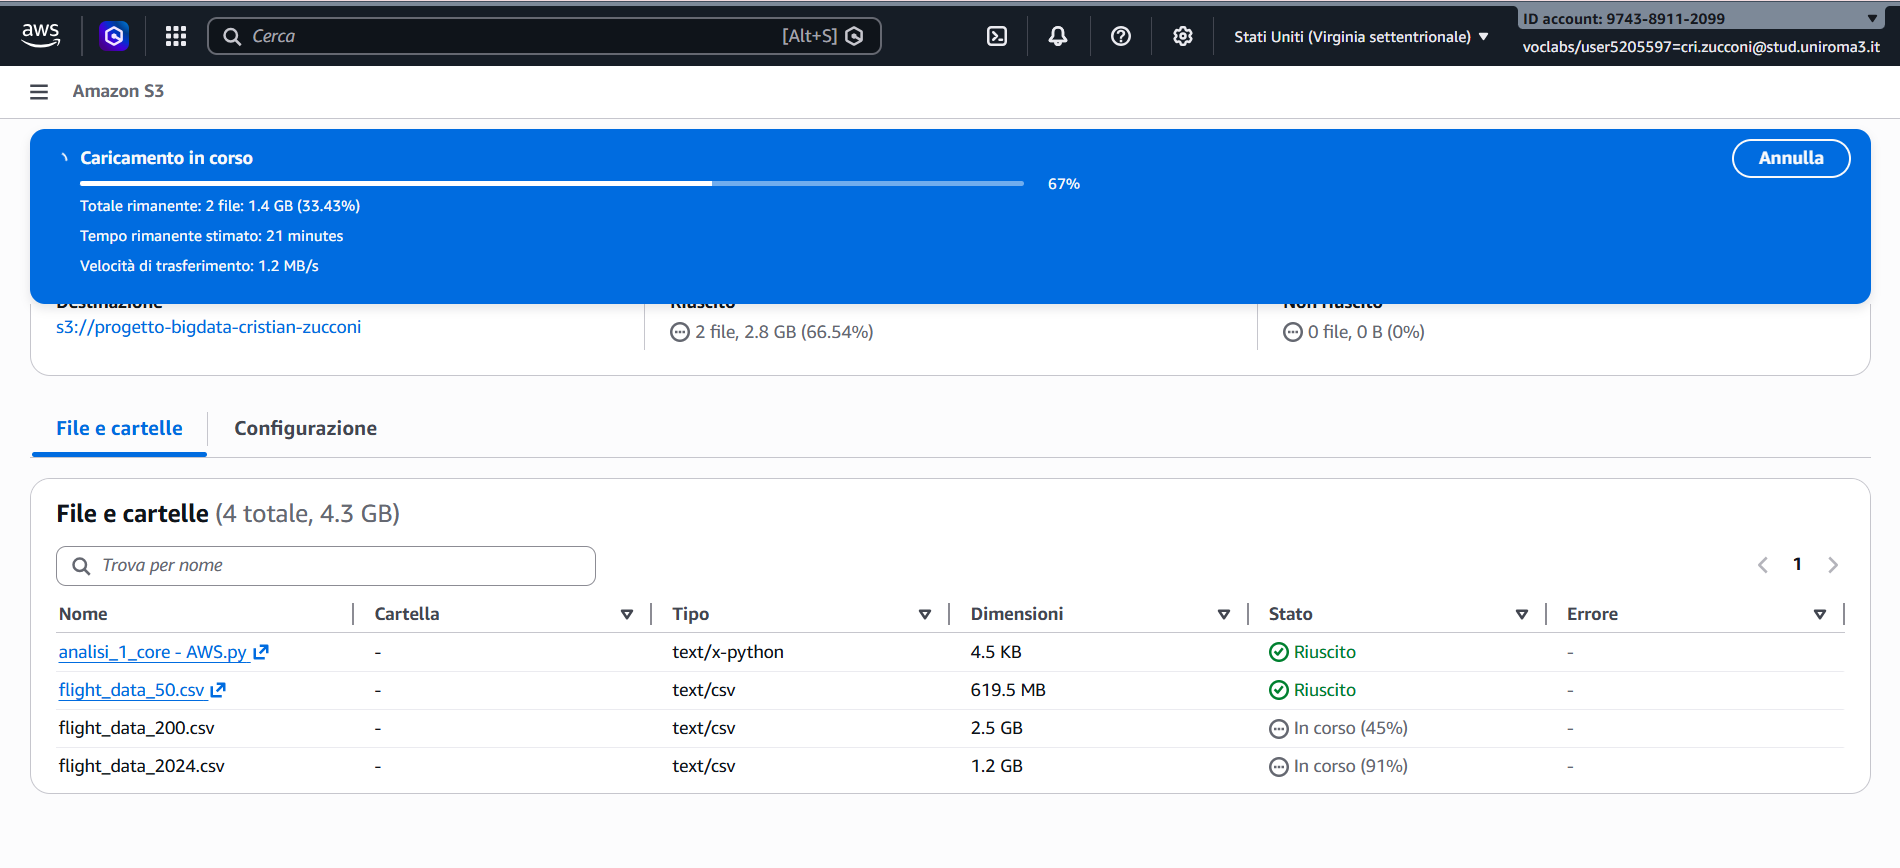 aws
Cerca [Alt+S]
Stati Uniti (Virginia settentrionale)
ID account: 9743-8911-2099
voclabs/user5205597=cri.zucconi@stud.uniroma3.it
Amazon S3
Caricamento in corso
Annulla
67%
Totale rimanente: 2 file: 1.4 GB (33.43%)
Tempo rimanente stimato: 21 minutes
Velocità di trasferimento: 1.2 MB/s
Destinazione Riuscito Non riuscito
s3://progetto-bigdata-cristian-zucconi 2 file, 2.8 GB (66.54%) 0 file, 0 B (0%)
File e cartelle Configurazione
File e cartelle (4 totale, 4.3 GB)
Trova per nome
1
Nome Cartella Tipo Dimensioni Stato Errore
analisi_1_core - AWS.py - text/x-python 4.5 KB Riuscito -
flight_data_50.csv - text/csv 619.5 MB Riuscito -
flight_data_200.csv - text/csv 2.5 GB In corso (45%) -
flight_data_2024.csv - text/csv 1.2 GB In corso (91%) -